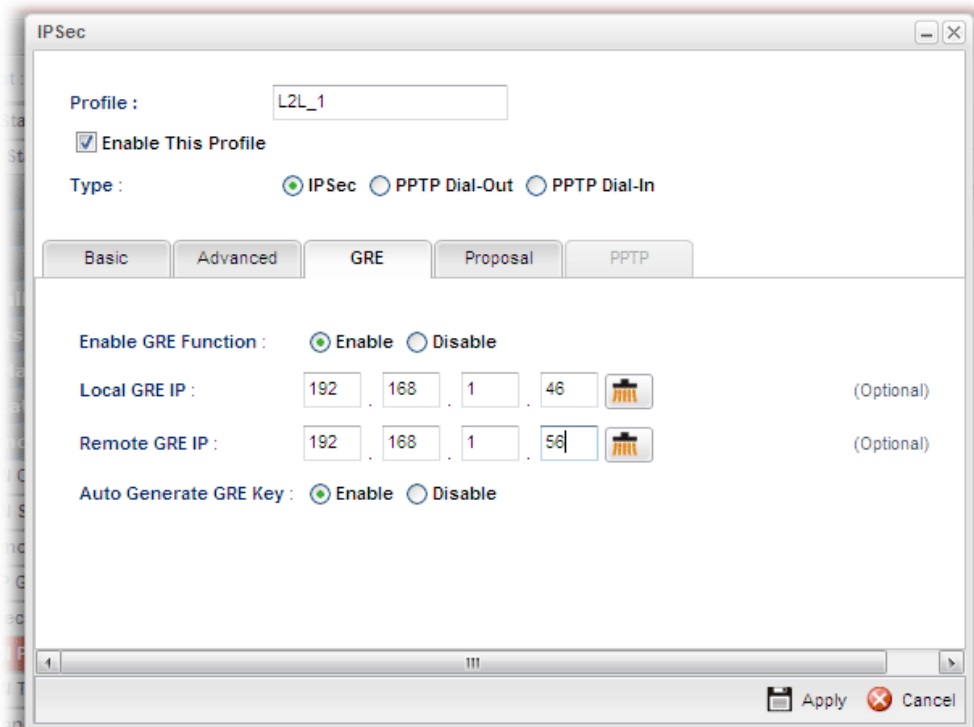 IPSec
Profile : L2L_1
Enable This Profile
Type : IPSec PPTP Dial-Out PPTP Dial-In
Basic Advanced GRE Proposal PPTP
Enable GRE Function : Enable Disable
Local GRE IP : 192 . 168 . 1 . 46 (Optional)
Remote GRE IP : 192 . 168 . 1 . 56 (Optional)
Auto Generate GRE Key : Enable Disable
Apply Cancel